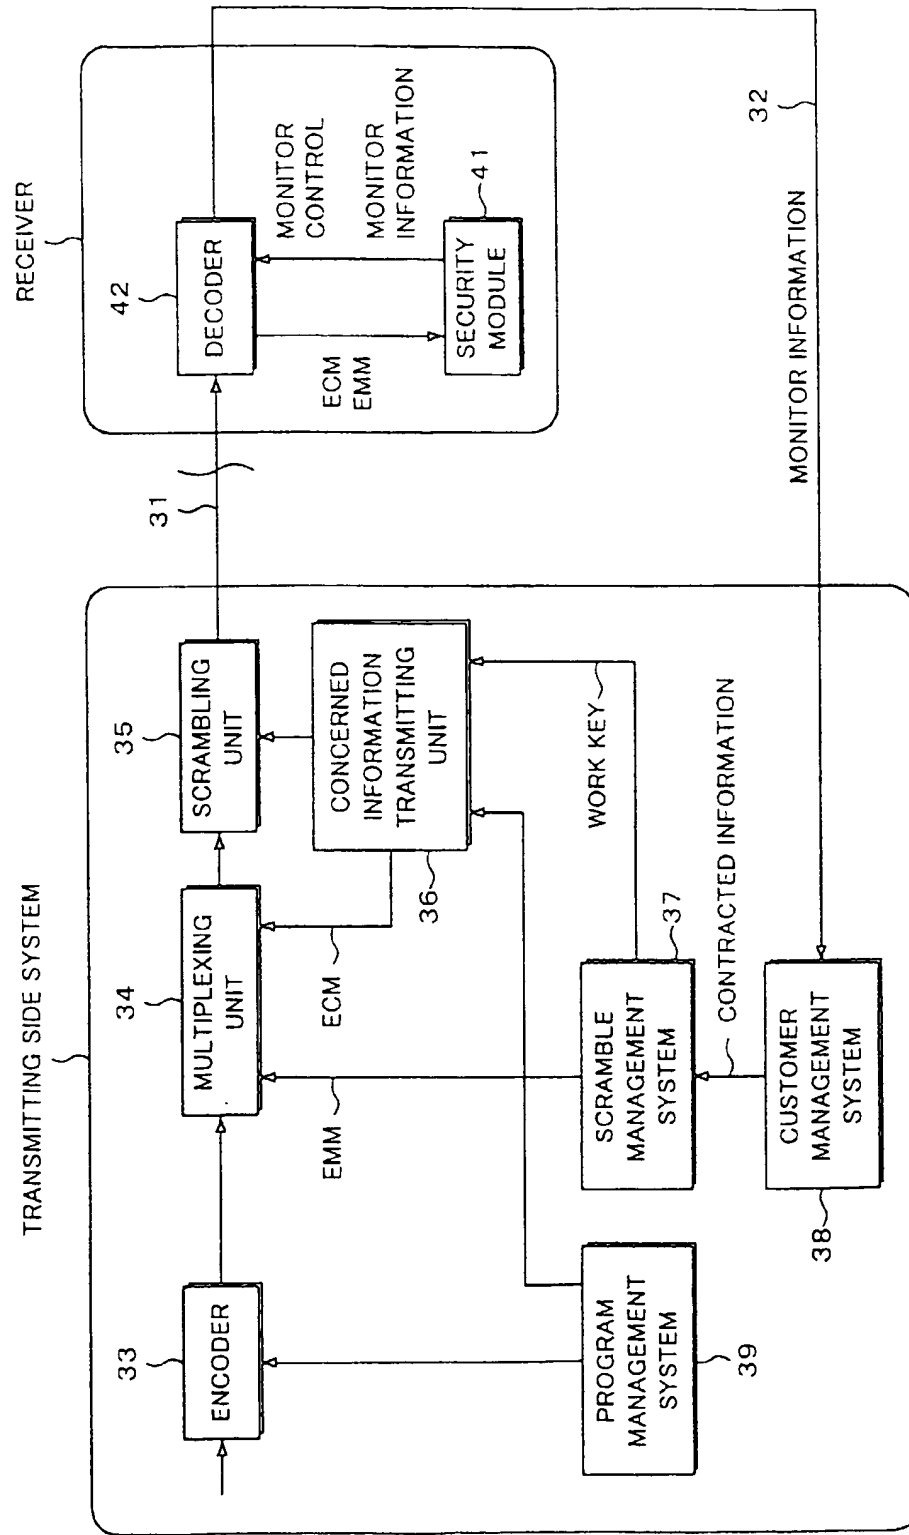 TRANSMITTING SIDE SYSTEM
RECEIVER
33
ENCODER
34
MULTIPLEXING
UNIT
35
SCRAMBLING
UNIT
31
42
DECODER
EMM
ECM
CONCERNED
INFORMATION
TRANSMITTING
UNIT
36
ECM
EMM
MONITOR
CONTROL
MONITOR
INFORMATION
SECURITY
MODULE
41
PROGRAM
MANAGEMENT
SYSTEM
39
SCRAMBLE
MANAGEMENT
SYSTEM
37
WORK KEY
CONTRACTED INFORMATION
CUSTOMER
MANAGEMENT
SYSTEM
38
MONITOR INFORMATION
32